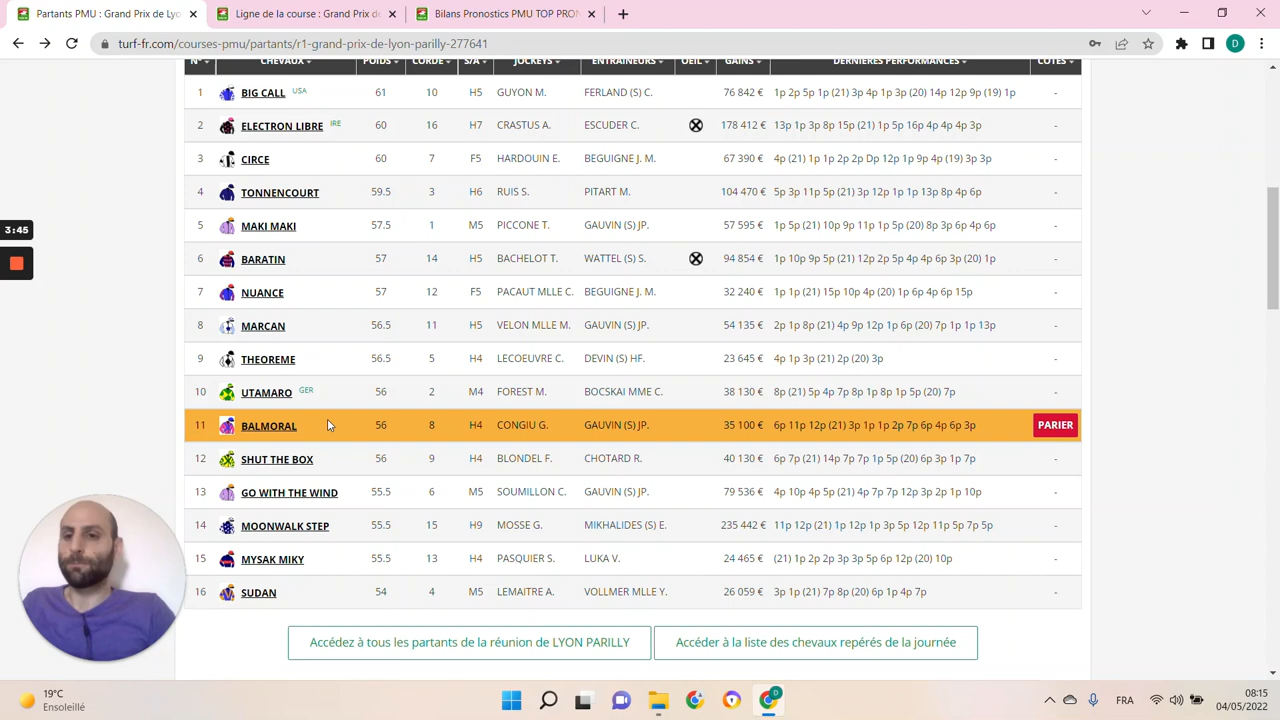 Partants PMU : Grand Prix de Lyo
Ligne de la course : Grand Prix de
Bilans Pronostics PMU TOP PRON
turf-fr.com/courses-pmu/partants/r1-grand-prix-de-lyon-parilly-277641
D
N° CHEVAUX POIDS CORDE S/A JOCKEYS ENTRAINEURS OEIL GAINS DERNIÈRES PERFORMANCES COTES
1 BIG CALL USA 61 10 H5 GUYON M. FERLAND (S) C. 76 842 € 1p 2p 5p 1p (21) 3p 4p 1p 3p (20) 14p 12p 9p (19) 1p -
2 ELECTRON LIBRE IRE 60 16 H7 CRASTUS A. ESCUDER C. 178 412 € 13p 1p 3p 8p 15p (21) 1p 5p 16p 4p 4p 4p 3p -
3 CIRCE 60 7 F5 HARDOUIN E. BEGUIGNE J. M. 67 390 € 4p (21) 1p 1p 2p 2p Dp 12p 1p 9p 4p (19) 3p 3p -
4 TONNENCOURT 59.5 3 H6 RUIS S. PITART M. 104 470 € 5p 3p 11p 5p (21) 3p 12p 1p 1p 13p 8p 4p 6p -
5 MAKI MAKI 57.5 1 M5 PICCONE T. GAUVIN (S) JP. 57 595 € 1p 5p (21) 10p 9p 11p 1p 5p (20) 8p 3p 6p 4p 6p -
6 BARATIN 57 14 H5 BACHELOT T. WATTEL (S) S. 94 854 € 1p 10p 9p 5p (21) 12p 2p 5p 4p 4p 6p 3p (20) 1p -
7 NUANCE 57 12 F5 PACAUT MLLE C. BEGUIGNE J. M. 32 240 € 1p 1p (21) 15p 10p 4p (20) 1p 6p 4p 6p 15p -
8 MARCAN 56.5 11 H5 VELON MLLE M. GAUVIN (S) JP. 54 135 € 2p 1p 8p (21) 4p 9p 12p 1p 6p (20) 7p 1p 1p 13p -
9 THEOREME 56.5 5 H4 LECOEUVRE C. DEVIN (S) HF. 23 645 € 4p 1p 3p (21) 2p (20) 3p -
10 UTAMARO GER 56 2 M4 FOREST M. BOCSKAI MME C. 38 130 € 8p (21) 5p 4p 7p 8p 1p 8p 1p 5p (20) 7p -
11 BALMORAL 56 8 H4 CONGIU G. GAUVIN (S) JP. 35 100 € 6p 11p 12p (21) 3p 1p 1p 2p 7p 6p 4p 6p 3p PARIER
12 SHUT THE BOX 56 9 H4 BLONDEL F. CHOTARD R. 40 130 € 6p 7p (21) 14p 7p 7p 1p 5p (20) 6p 3p 1p 7p -
13 GO WITH THE WIND 55.5 6 M5 SOUMILLON C. GAUVIN (S) JP. 79 536 € 4p 10p 4p 5p (21) 4p 7p 7p 12p 3p 2p 1p 10p -
14 MOONWALK STEP 55.5 15 H9 MOSSE G. MIKHALIDES (S) E. 235 442 € 11p 12p (21) 1p 12p 1p 3p 5p 12p 11p 5p 7p 5p -
15 MYSAK MIKY 55.5 13 H4 PASQUIER S. LUKA V. 24 465 € (21) 1p 2p 2p 3p 3p 5p 6p 12p (20) 10p -
16 SUDAN 54 4 M5 LEMAITRE A. VOLLMER MLLE Y. 26 059 € 3p 1p (21) 7p 8p (20) 6p 1p 4p 7p -
3:45
Accédez à tous les partants de la réunion de LYON PARILLY
Accéder à la liste des chevaux repérés de la journée
19°C
Ensoleillé
D
FRA
08:15
04/05/2022